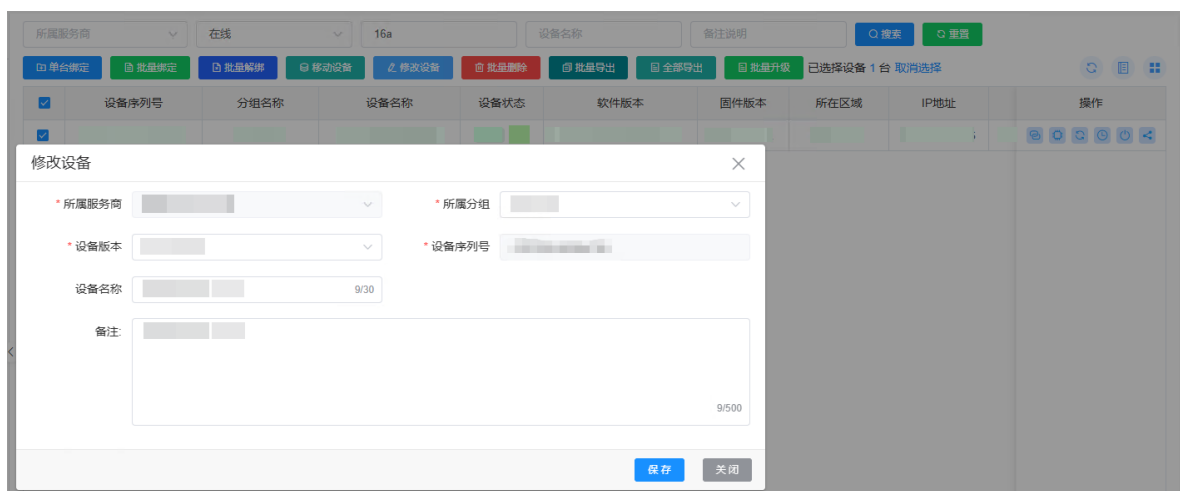 所属服务商 在线 16a 设备名称 备注说明 搜索 重置
单台绑定 批量绑定 批量解绑 移动设备 修改设备 批量删除 批量导出 全部导出 批量升级 已选择设备 1 台 取消选择
设备序列号 分组名称 设备名称 设备状态 软件版本 固件版本 所在区域 IP地址 操作
修改设备
* 所属服务商 * 所属分组
* 设备版本 * 设备序列号
设备名称 9/30
备注:
9/500
保存 关闭